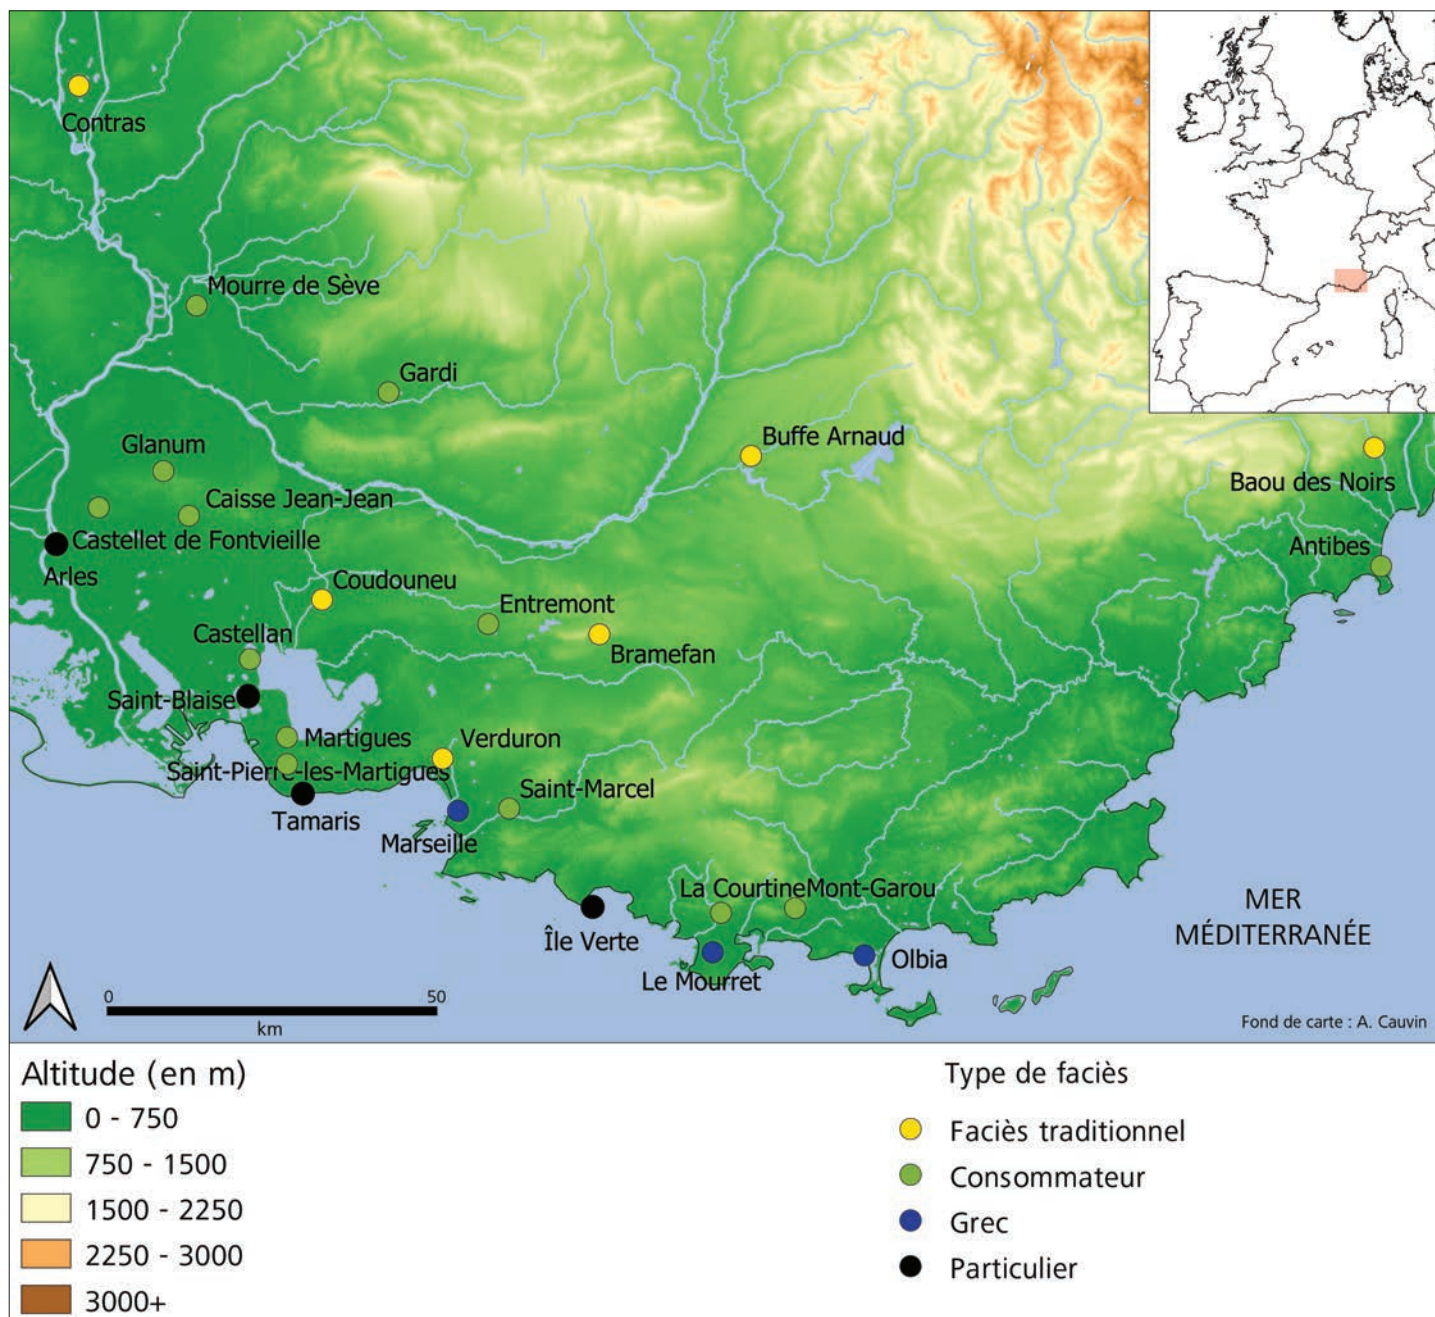 Contras
Mourre de Sève
Gardi
Buffe Arnaud
Glanum
Baou des Noirs
Caisse Jean-Jean
Castellet de Fontvieille
Antibes
Arles
Coudouneu
Entremont
Castellan
Bramefan
Saint-Blaise
Martigues
Verduron
Saint-Pierre-les-Martigues
Saint-Marcel
Tamaris
Marseille
La Courtine
Mont-Garou
MER
MÉDITERRANÉE
Île Verte
Olbia
Le Mourret
0 50
km
Fond de carte : A. Cauvin
Altitude (en m)
0 - 750
750 - 1500
1500 - 2250
2250 - 3000
3000+
Type de faciès
Faciès traditionnel
Consommateur
Grec
Particulier